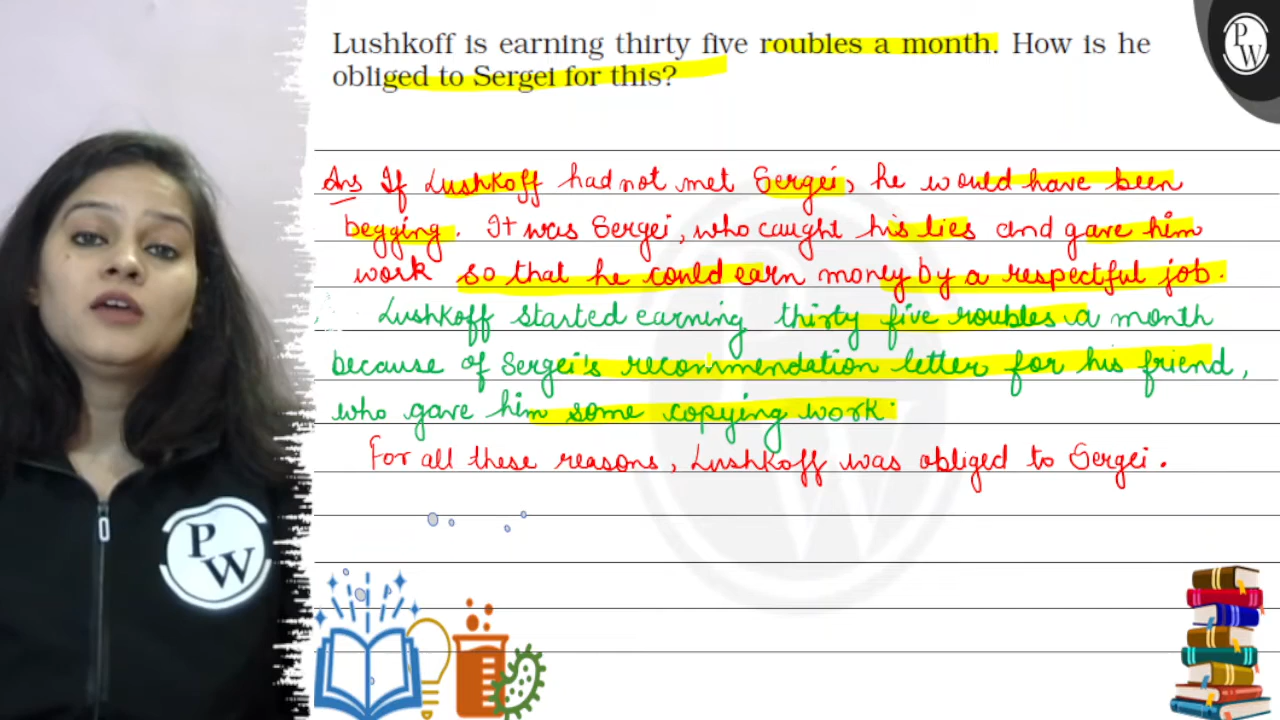 Lushkoff is earning thirty five roubles a month. How is he
obliged to Sergei for this?
Ans If Lushkoff had not met Sergei, he would have been
begging. It was Sergei, who caught his lies and gave him
work so that he could earn money by a respectful job.
Lushkoff started earning thirty five roubles a month
because of Sergei's recommendation letter for his friend,
who gave him some copying work.
For all these reasons, Lushkoff was obliged to Sergei.
PW
PW